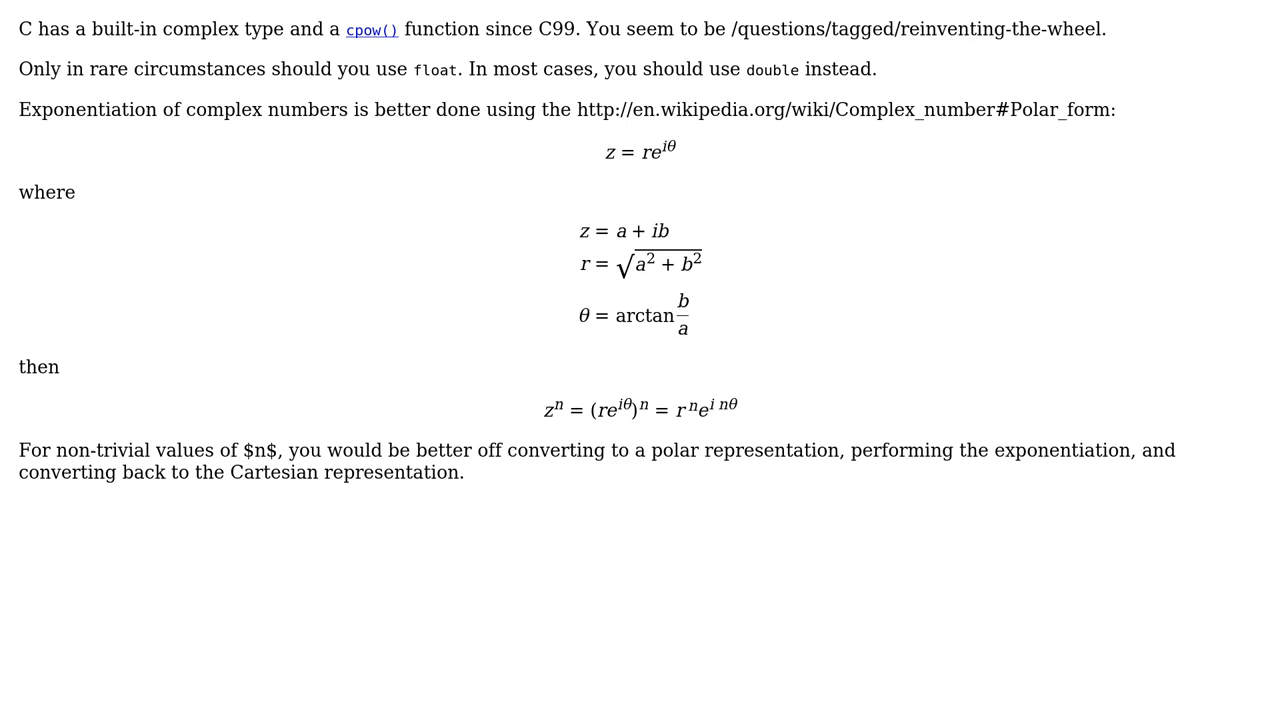 C has a built-in complex type and a cpow() function since C99. You seem to be /questions/tagged/reinventing-the-wheel.
Only in rare circumstances should you use float. In most cases, you should use double instead.
Exponentiation of complex numbers is better done using the http://en.wikipedia.org/wiki/Complex_number#Polar_form:
z = re^{iθ}
where
z = a + ib
r = √(a² + b²)
θ = arctan b/a
then
z^n = (re^{iθ})^n = r^n e^{i nθ}
For non-trivial values of $n$, you would be better off converting to a polar representation, performing the exponentiation, and
converting back to the Cartesian representation.